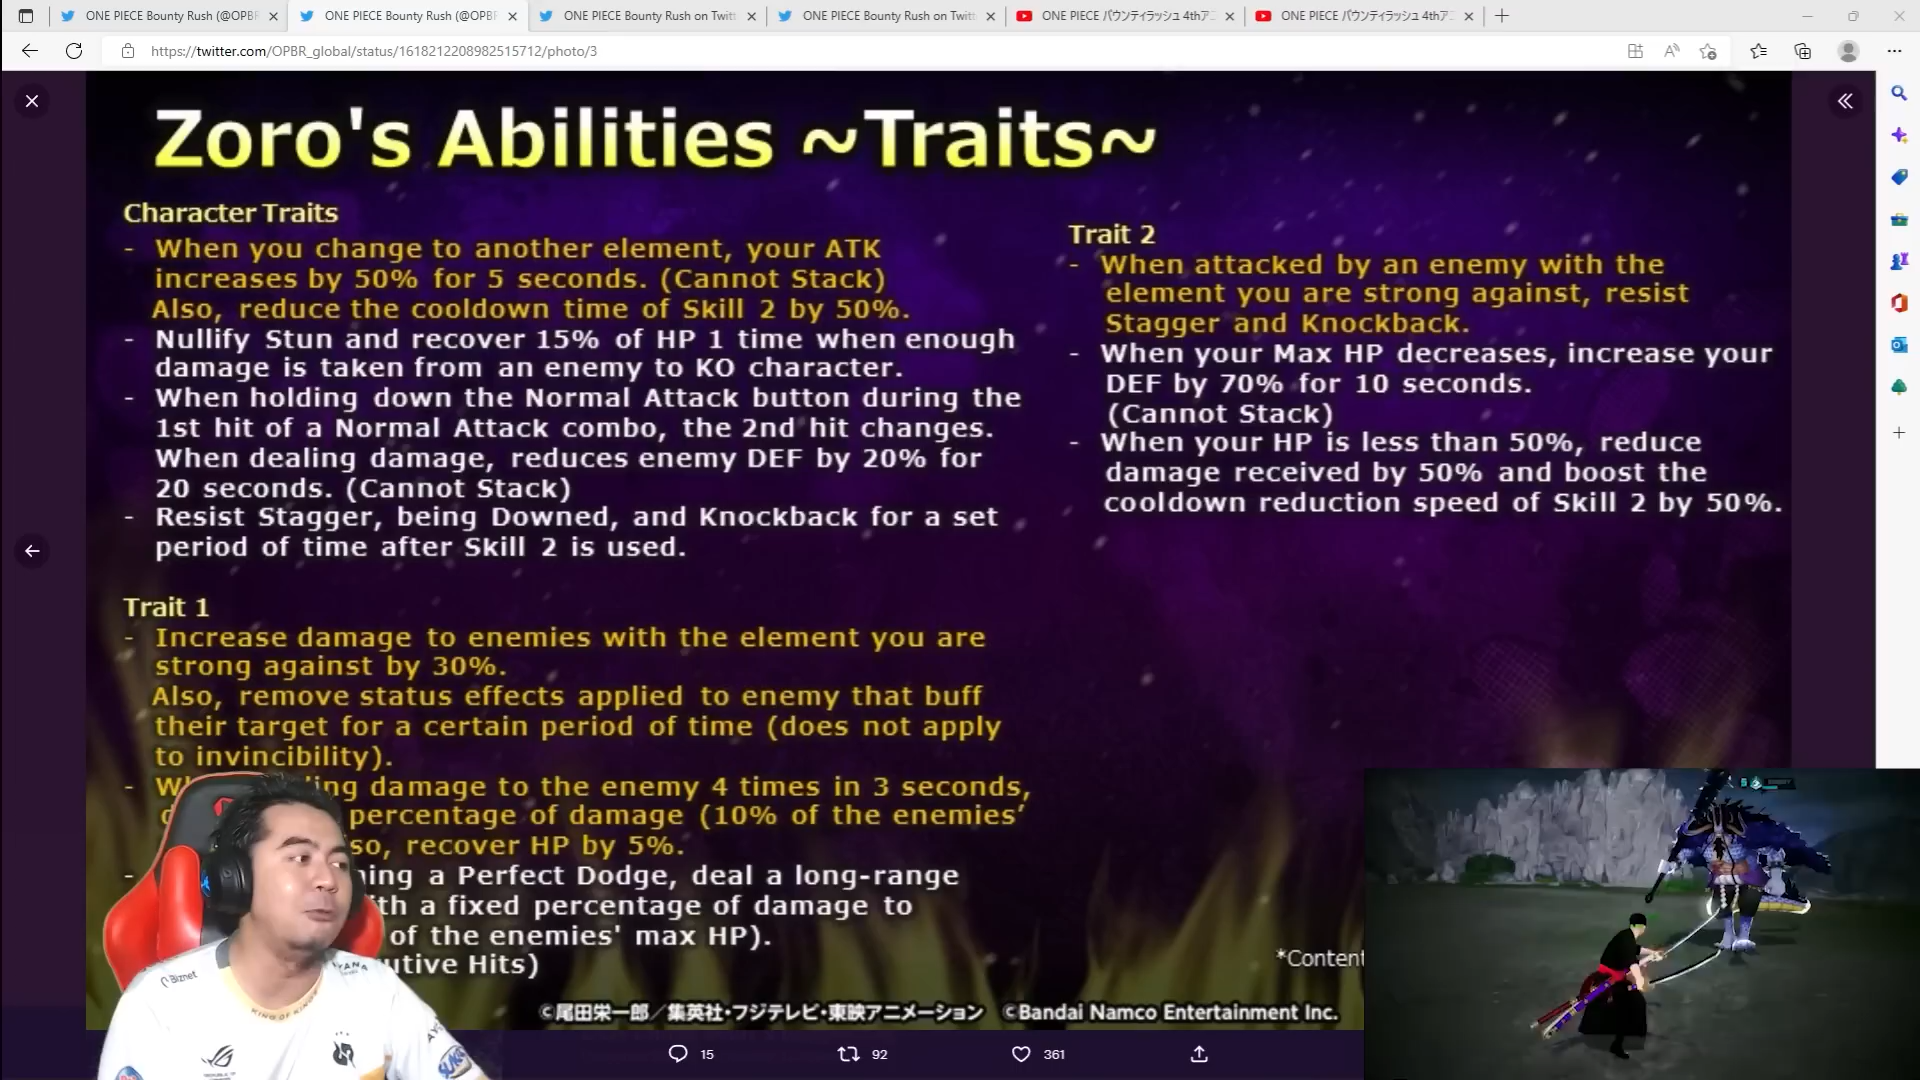 ONE PIECE Bounty Rush (@OPBR
ONE PIECE Bounty Rush (@OPBR
ONE PIECE Bounty Rush on Twit
ONE PIECE Bounty Rush on Twit
ONE PIECE バウンティラッシュ 4thア
ONE PIECE バウンティラッシュ 4thア
https://twitter.com/OPBR_global/status/1618212208982515712/photo/3
Zoro's Abilities ~Traits~
Character Traits
- When you change to another element, your ATK
increases by 50% for 5 seconds. (Cannot Stack)
Also, reduce the cooldown time of Skill 2 by 50%.
- Nullify Stun and recover 15% of HP 1 time when enough
damage is taken from an enemy to KO character.
- When holding down the Normal Attack button during the
1st hit of a Normal Attack combo, the 2nd hit changes.
When dealing damage, reduces enemy DEF by 20% for
20 seconds. (Cannot Stack)
- Resist Stagger, being Downed, and Knockback for a set
period of time after Skill 2 is used.
Trait 1
- Increase damage to enemies with the element you are
strong against by 30%.
Also, remove status effects applied to enemy that buff
their target for a certain period of time (does not apply
to invincibility).
- ing damage to the enemy 4 times in 3 seconds,
percentage of damage (10% of the enemies'
so, recover HP by 5%.
- ing a Perfect Dodge, deal a long-range
th a fixed percentage of damage to
of the enemies' max HP).
utive Hits)
Trait 2
- When attacked by an enemy with the
element you are strong against, resist
Stagger and Knockback.
- When your Max HP decreases, increase your
DEF by 70% for 10 seconds.
(Cannot Stack)
- When your HP is less than 50%, reduce
damage received by 50% and boost the
cooldown reduction speed of Skill 2 by 50%.
*Content
©尾田栄一郎／集英社・フジテレビ・東映アニメーション ©Bandai Namco Entertainment Inc.
15
92
361
Biznet
KING OF KING